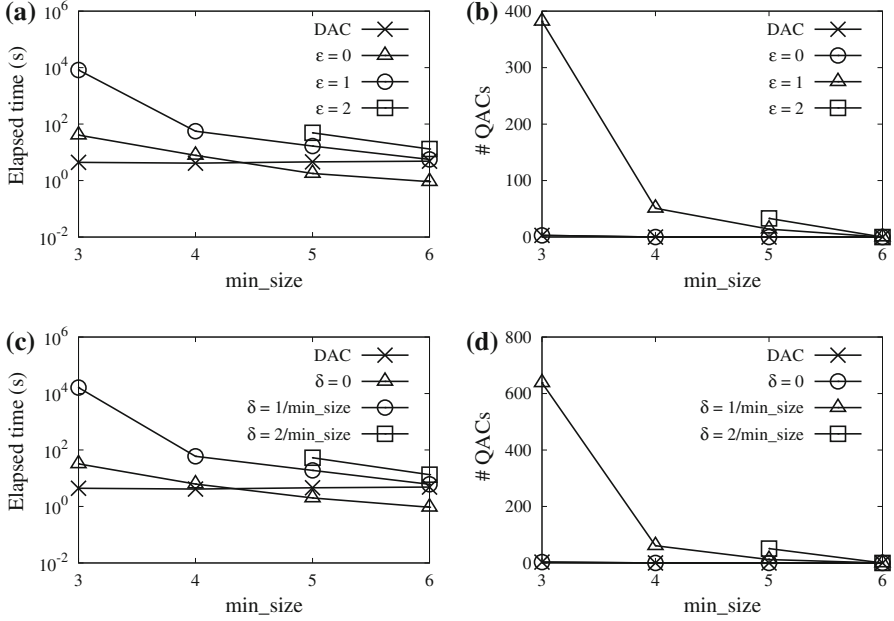 (a)
Elapsed time (s)
10^6
10^4
10^2
10^0
10^-2
DAC
ε = 0
ε = 1
ε = 2
3 4 5 6
min_size
(b)
# QACs
400
300
200
100
0
DAC
ε = 0
ε = 1
ε = 2
3 4 5 6
min_size
(c)
Elapsed time (s)
10^6
10^4
10^2
10^0
10^-2
DAC
δ = 0
δ = 1/min_size
δ = 2/min_size
3 4 5 6
min_size
(d)
# QACs
800
600
400
200
0
DAC
δ = 0
δ = 1/min_size
δ = 2/min_size
3 4 5 6
min_size